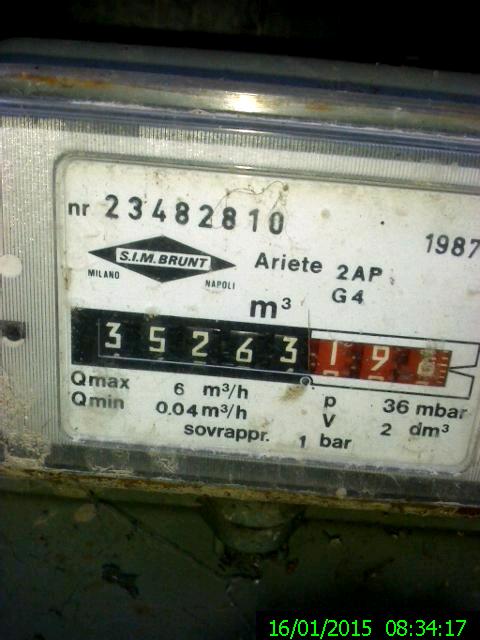 nr 23482810
1987
S.I.M.BRUNT
MILANO
NAPOLI
Ariete 2AP
G4
m³
35263 19
Qmax 6 m³/h
Qmin 0.04 m³/h
p 36 mbar
V 2 dm³
sovrappr. 1 bar
16/01/2015 08:34:17